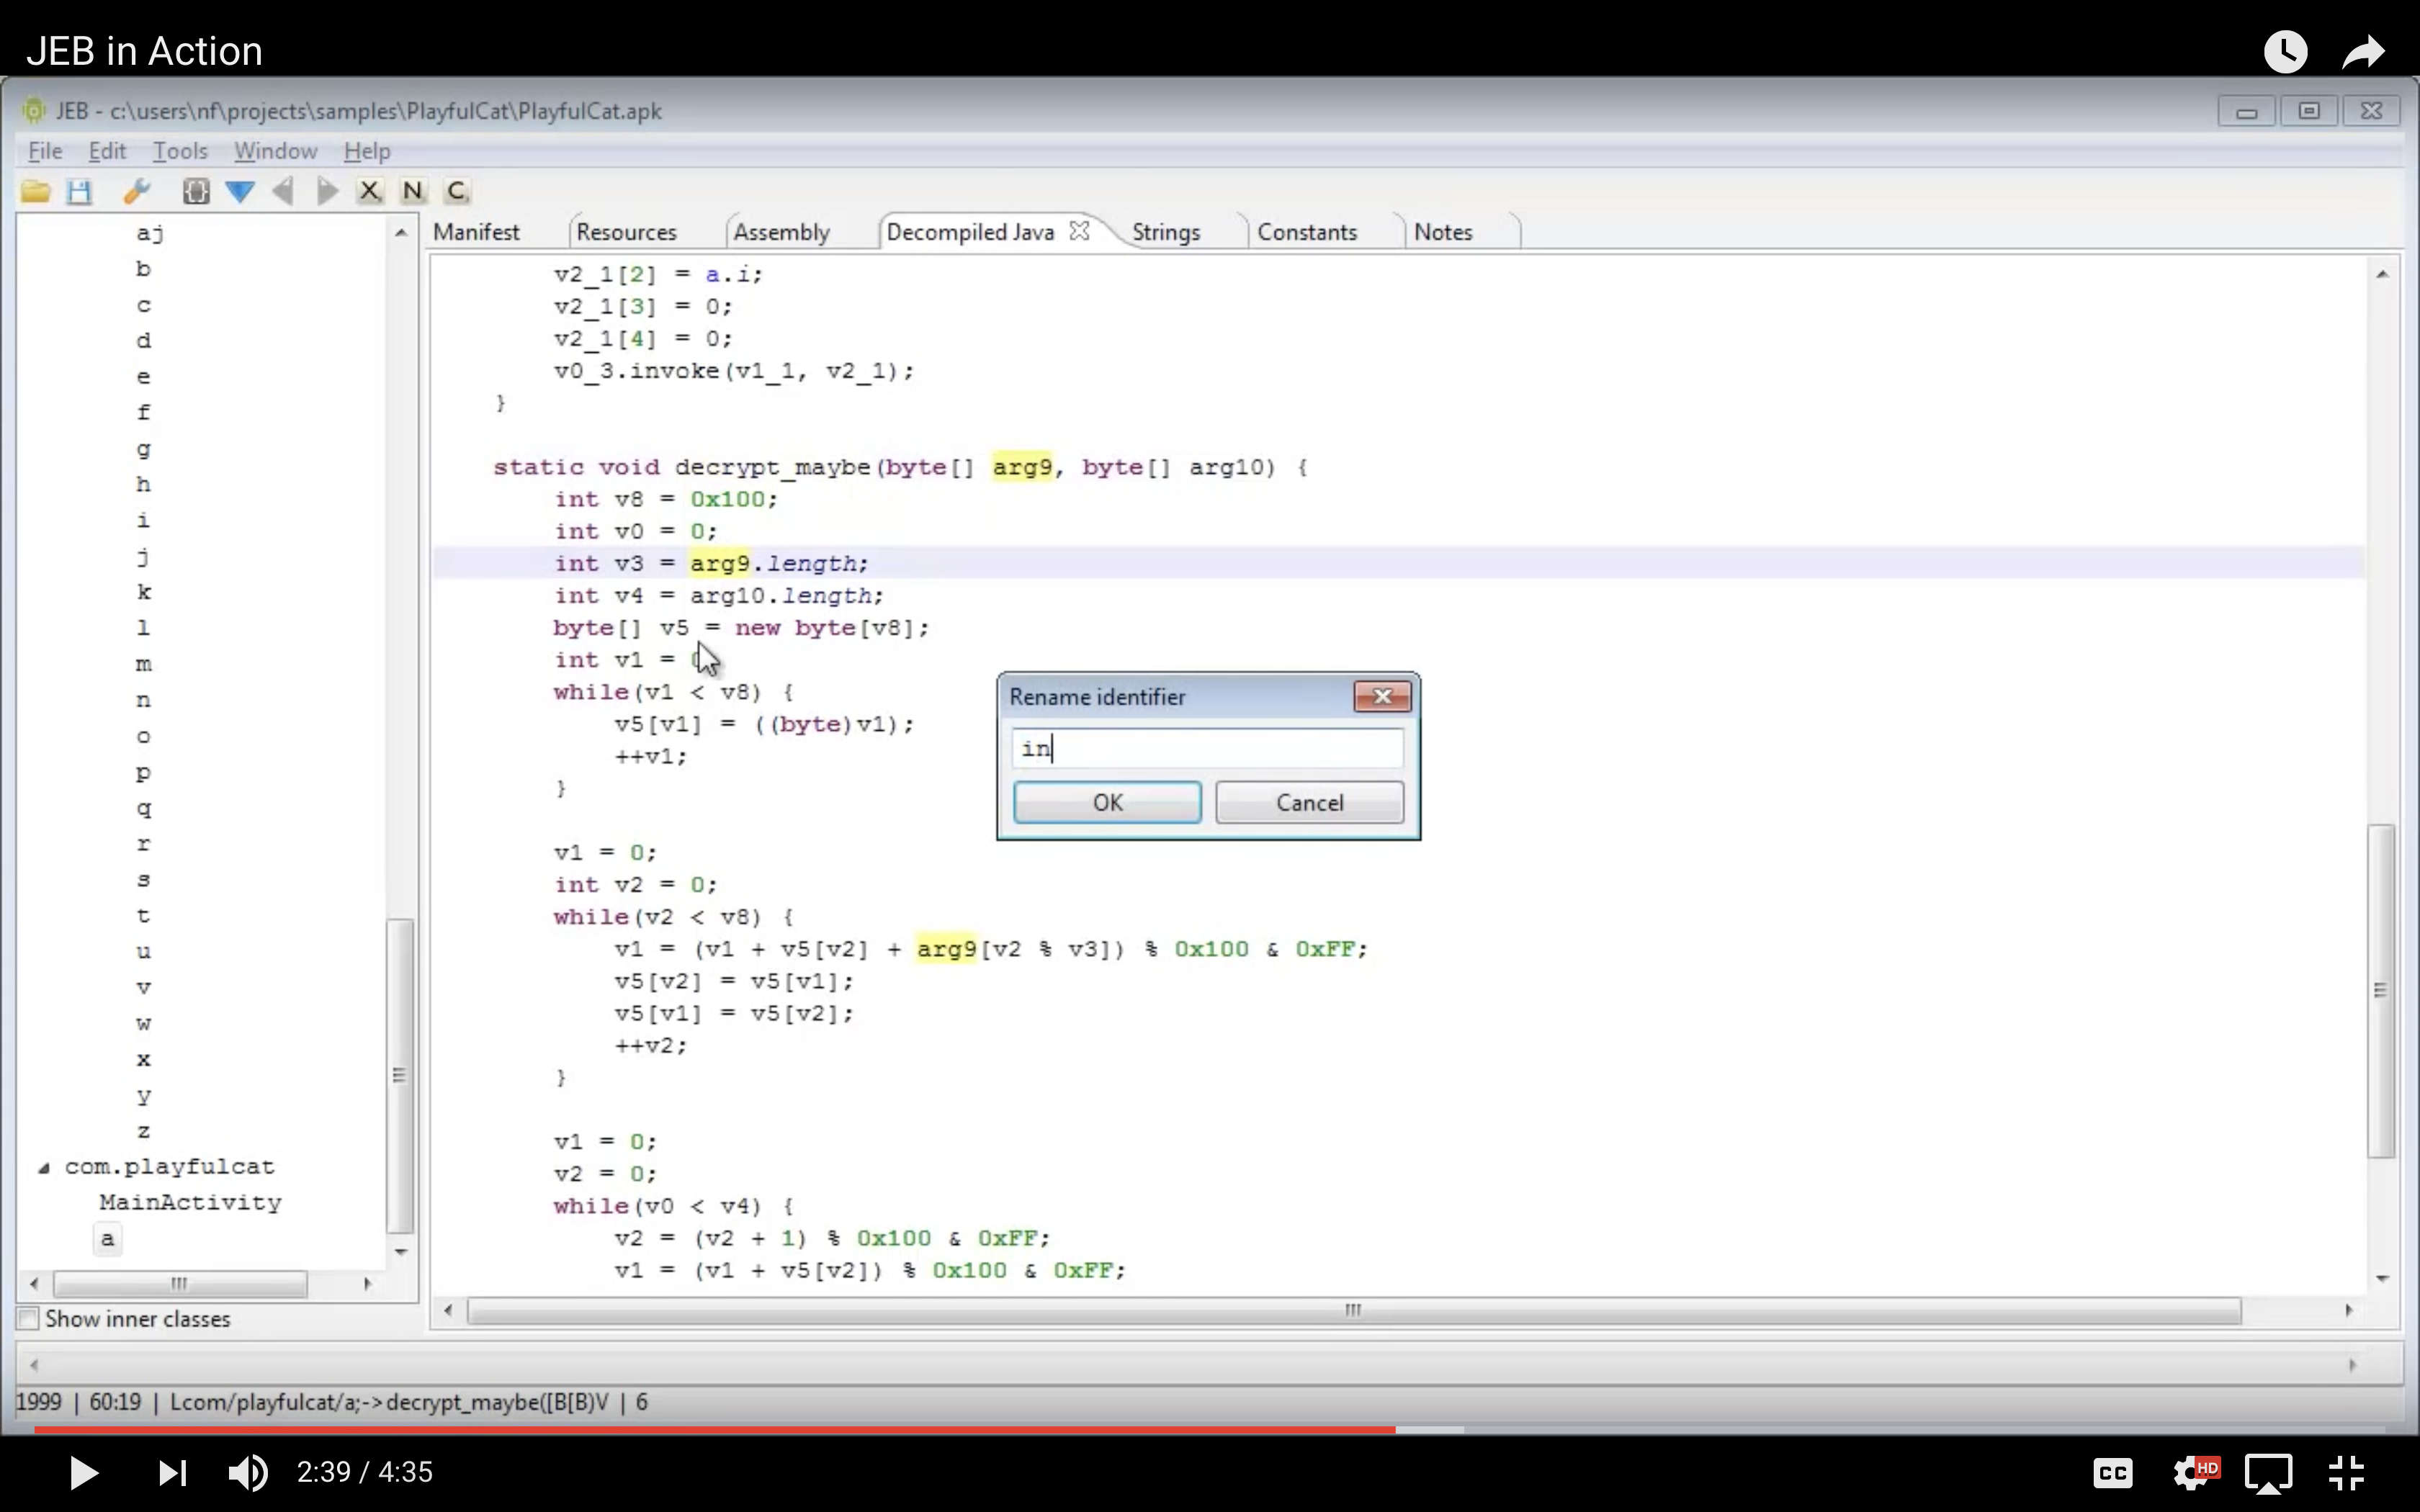 JEB in Action
JEB - c:\users\nf\projects\samples\PlayfulCat\PlayfulCat.apk
File Edit Tools Window Help
X N C
Manifest Resources Assembly Decompiled Java Strings Constants Notes
aj
b
c
d
e
f
g
h
i
j
k
l
m
n
o
p
q
r
s
t
u
v
w
x
y
z
com.playfulcat
MainActivity
a
Show inner classes
v2_1[2] = a.i;
v2_1[3] = 0;
v2_1[4] = 0;
v0_3.invoke(v1_1, v2_1);
}
static void decrypt_maybe(byte[] arg9, byte[] arg10) {
int v8 = 0x100;
int v0 = 0;
int v3 = arg9.length;
int v4 = arg10.length;
byte[] v5 = new byte[v8];
int v1 =
while(v1 < v8) {
v5[v1] = ((byte)v1);
++v1;
}
v1 = 0;
int v2 = 0;
while(v2 < v8) {
v1 = (v1 + v5[v2] + arg9[v2 % v3]) % 0x100 & 0xFF;
v5[v2] = v5[v1];
v5[v1] = v5[v2];
++v2;
}
v1 = 0;
v2 = 0;
while(v0 < v4) {
v2 = (v2 + 1) % 0x100 & 0xFF;
v1 = (v1 + v5[v2]) % 0x100 & 0xFF;
Rename identifier
in
OK Cancel
1999 | 60:19 | Lcom/playfulcat/a;->decrypt_maybe([B[B)V | 6
2:39 / 4:35
CC HD